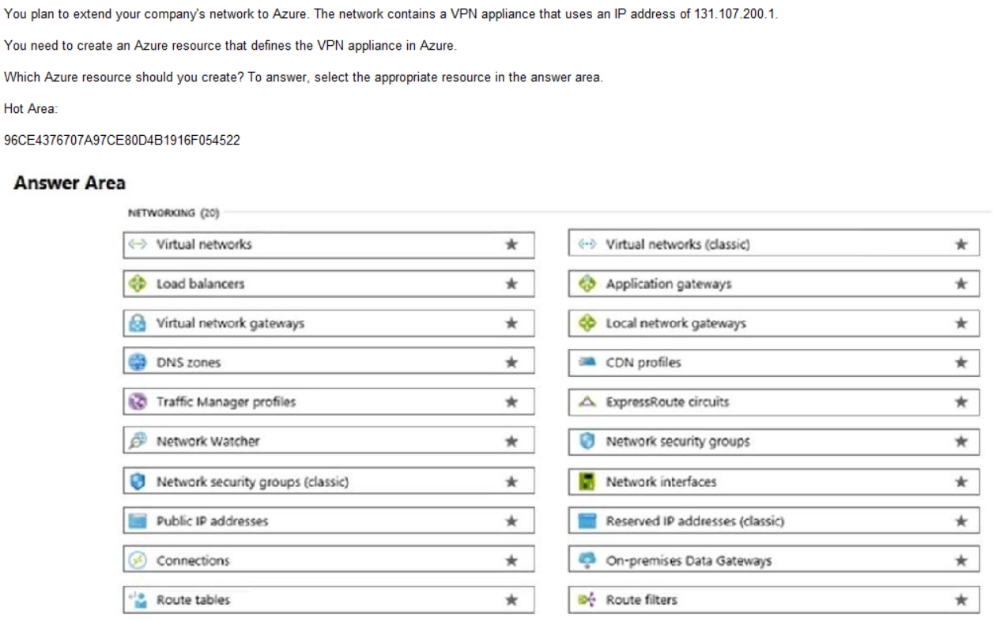 You plan to extend your company's network to Azure. The network contains a VPN appliance that uses an IP address of 131.107.200.1.
You need to create an Azure resource that defines the VPN appliance in Azure.
Which Azure resource should you create? To answer, select the appropriate resource in the answer area.
Hot Area:
96CE4376707A97CE80D4B1916F054522
Answer Area
NETWORKING (20)
Virtual networks
Virtual networks (classic)
Load balancers
Application gateways
Virtual network gateways
Local network gateways
DNS zones
CDN profiles
Traffic Manager profiles
ExpressRoute circuits
Network Watcher
Network security groups
Network security groups (classic)
Network interfaces
Public IP addresses
Reserved IP addresses (classic)
Connections
On-premises Data Gateways
Route tables
Route filters